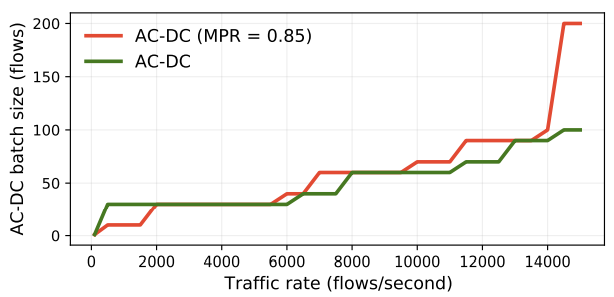 AC-DC batch size (flows)
200
150
100
50
0
AC-DC (MPR = 0.85)
AC-DC
0 2000 4000 6000 8000 10000 12000 14000
Traffic rate (flows/second)